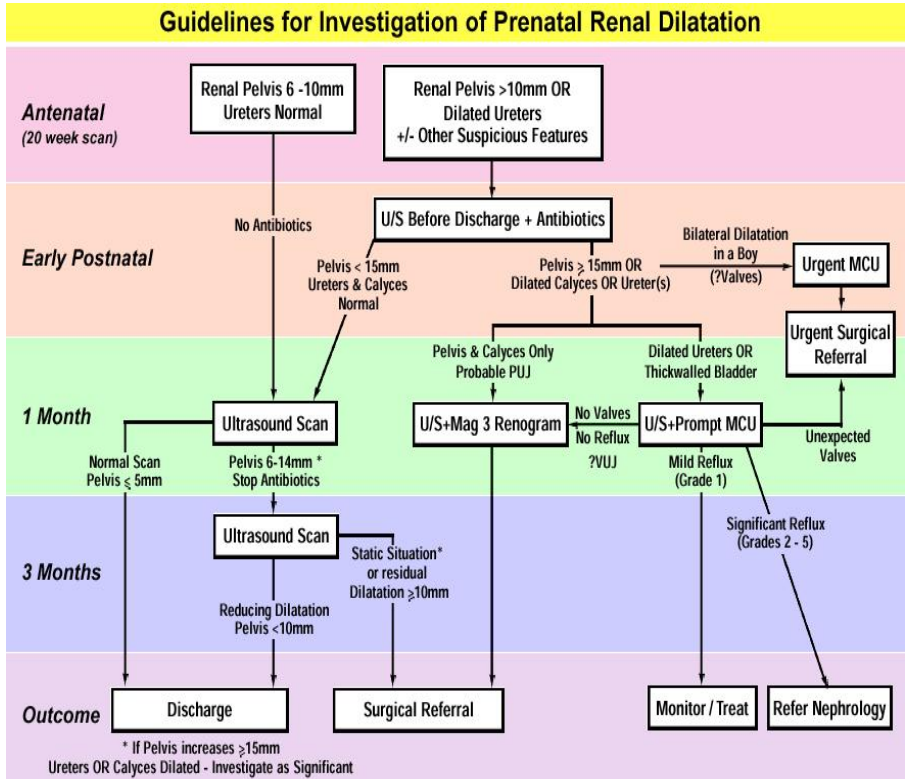 Guidelines for Investigation of Prenatal Renal Dilatation
Antenatal
(20 week scan)
Renal Pelvis 6 -10mm
Ureters Normal
Renal Pelvis >10mm OR
Dilated Ureters
+/- Other Suspicious Features
Early Postnatal
No Antibiotics
U/S Before Discharge + Antibiotics
Pelvis < 15mm
Ureters & Calyces
Normal
Pelvis ⩾ 15mm OR
Dilated Calyces OR Ureter(s)
Bilateral Dilatation
in a Boy
(?Valves)
Urgent MCU
Urgent Surgical
Referral
Pelvis & Calyces Only
Probable PUJ
Dilated Ureters OR
Thickwalled Bladder
1 Month
Ultrasound Scan
U/S+Mag 3 Renogram
No Valves
No Reflux
?VUJ
U/S+Prompt MCU
Unexpected
Valves
Normal Scan
Pelvis ⩽ 5mm
Pelvis 6-14mm *
Stop Antibiotics
Mild Reflux
(Grade 1)
Significant Reflux
(Grades 2 - 5)
3 Months
Ultrasound Scan
Static Situation*
or residual
Dilatation ⩾10mm
Reducing Dilatation
Pelvis <10mm
Outcome
Discharge
Surgical Referral
Monitor / Treat
Refer Nephrology
* If Pelvis increases ⩾15mm
Ureters OR Calyces Dilated - Investigate as Significant